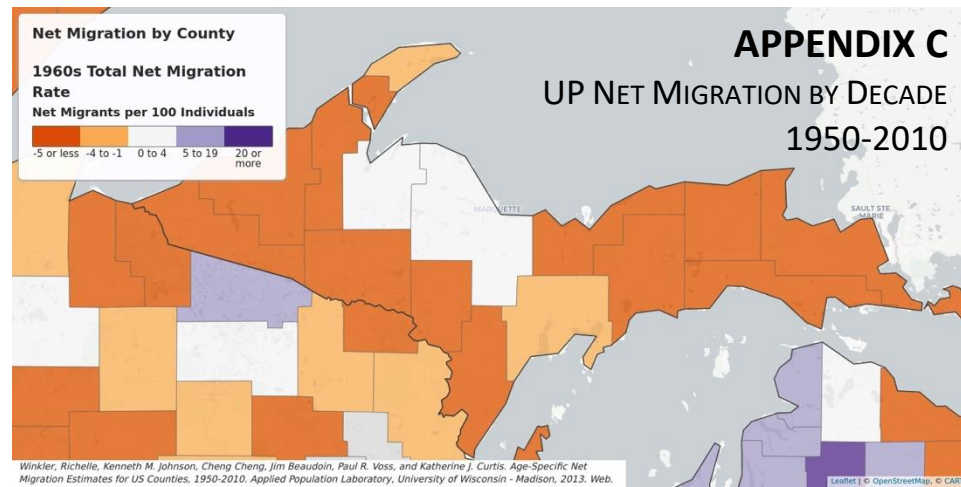 Net Migration by County
1960s Total Net Migration
Rate
Net Migrants per 100 Individuals
-5 or less -4 to -1 0 to 4 5 to 19 20 or
more
APPENDIX C
UP NET MIGRATION BY DECADE
1950-2010
MARQUETTE
SAULT STE.
MARIE
Winkler, Richelle, Kenneth M. Johnson, Cheng Cheng, Jim Beaudoin, Paul R. Voss, and Katherine J. Curtis. Age-Specific Net
Migration Estimates for US Counties, 1950-2010. Applied Population Laboratory, University of Wisconsin - Madison, 2013. Web.
Leaflet | © OpenStreetMap, © CART